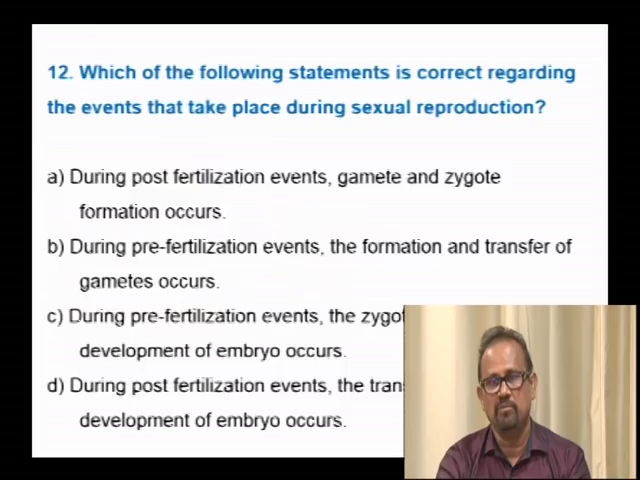 12. Which of the following statements is correct regarding
the events that take place during sexual reproduction?
a) During post fertilization events, gamete and zygote
formation occurs.
b) During pre-fertilization events, the formation and transfer of
gametes occurs.
c) During pre-fertilization events, the
development of embryo occurs.
d) During post fertilization events, the
development of embryo occurs.